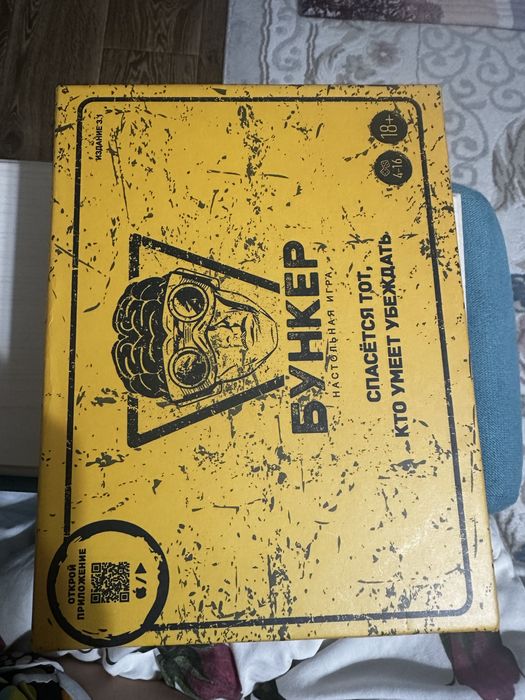 ИЗДАНИЕ 3.1
18+
4-16
БУНКЕР
НАСТОЛЬНАЯ ИГРА
СПАСЁТСЯ ТОТ,
КТО УМЕЕТ УБЕЖДАТЬ
ОТКРОЙ
ПРИЛОЖЕНИЕ